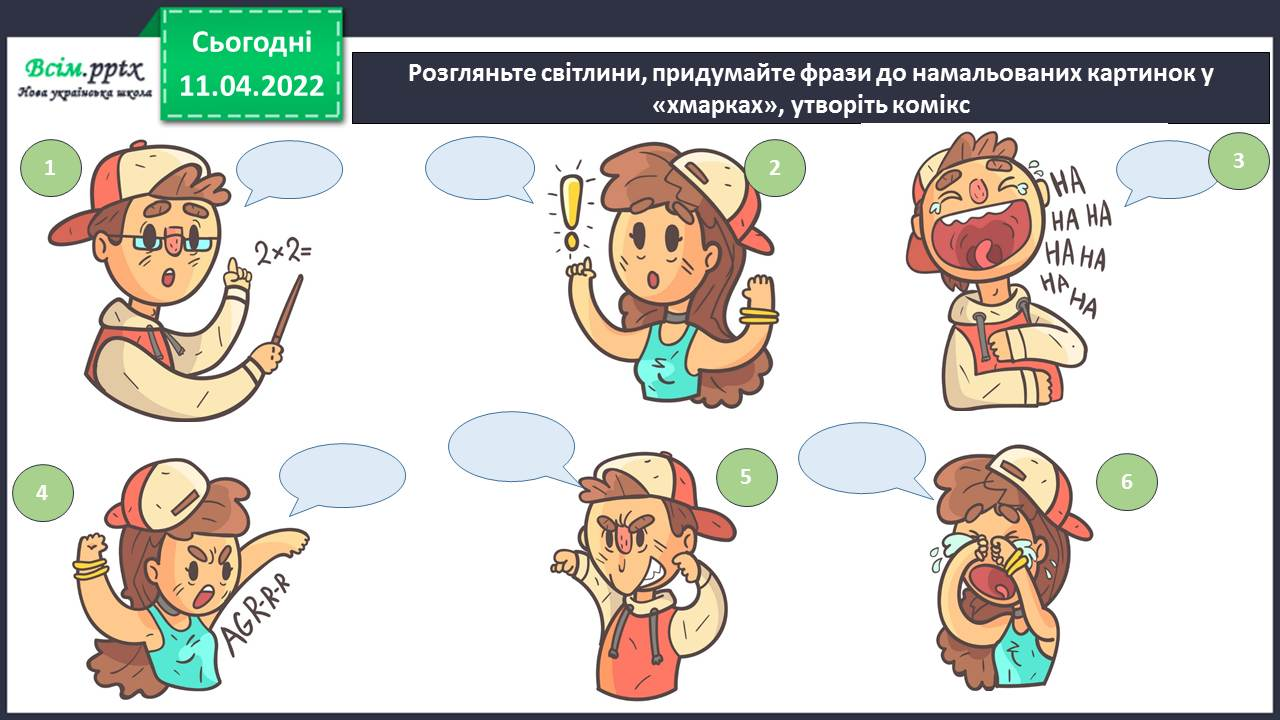 Всім.pptx
Нова українська школа
Сьогодні
11.04.2022
Розгляньте світлини, придумайте фрази до намальованих картинок у
«хмарках», утворіть комікс
1
2×2=
2
3
HA
HA HA
HA HA
HA
HA
4
AGR-R-R
5
6